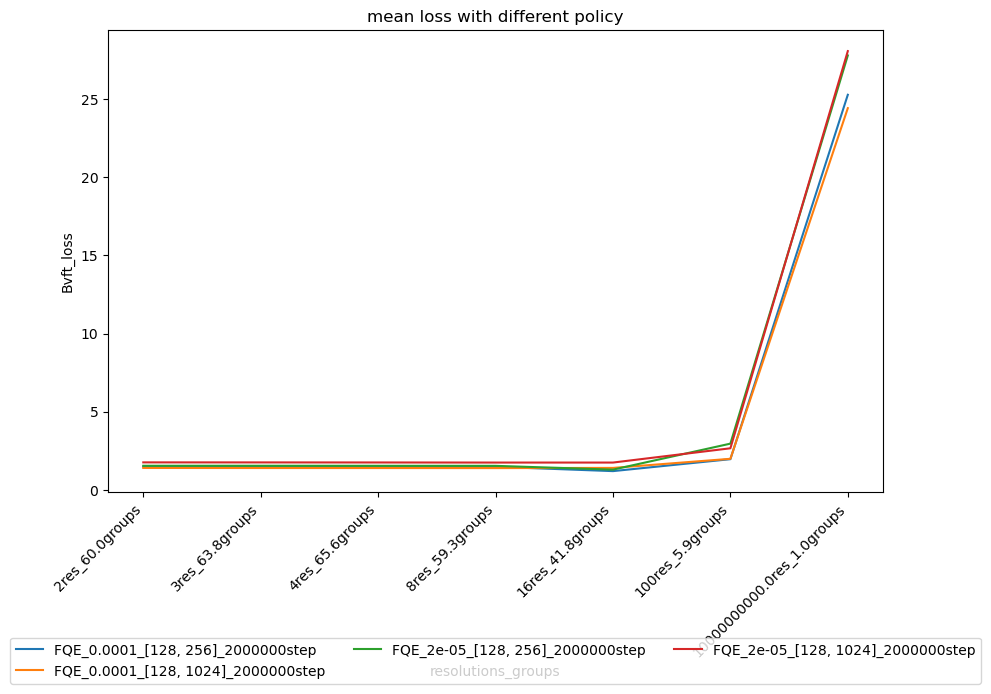 mean loss with different policy
Bvft_loss
25
20
15
10
5
0
2res_60.0groups
3res_63.8groups
4res_65.6groups
8res_59.3groups
16res_41.8groups
100res_5.9groups
resolutions_groups
FQE_0.0001_[128, 256]_2000000step
FQE_0.0001_[128, 1024]_2000000step
FQE_2e-05_[128, 256]_2000000step
FQE_2e-05_[128, 1024]_2000000step